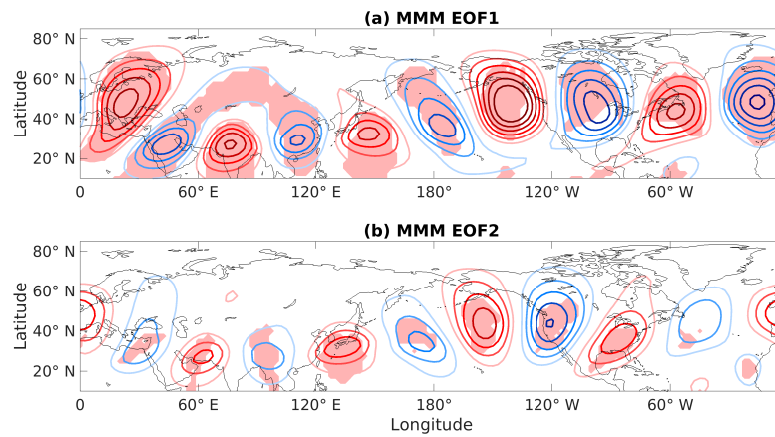 (a) MMM EOF1
80° N
60° N
40° N
20° N
Latitude
0
60° E
120° E
180°
120° W
60° W
(b) MMM EOF2
80° N
60° N
40° N
20° N
Latitude
0
60° E
120° E
180°
120° W
60° W
Longitude